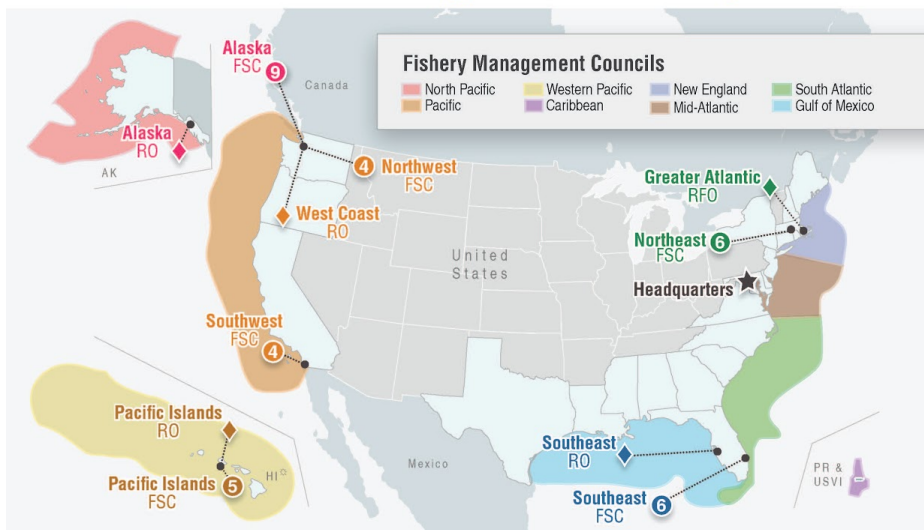 Alaska
FSC
9
Canada
Fishery Management Councils
North Pacific
Western Pacific
New England
South Atlantic
Pacific
Caribbean
Mid-Atlantic
Gulf of Mexico
Alaska
RO
AK
4
Northwest
FSC
Greater Atlantic
RFO
West Coast
RO
Northeast
FSC
6
United
States
Headquarters
Southwest
FSC
4
Pacific Islands
RO
Southeast
RO
Mexico
HI
PR &
USVI
Pacific Islands
FSC
5
Southeast
FSC
6